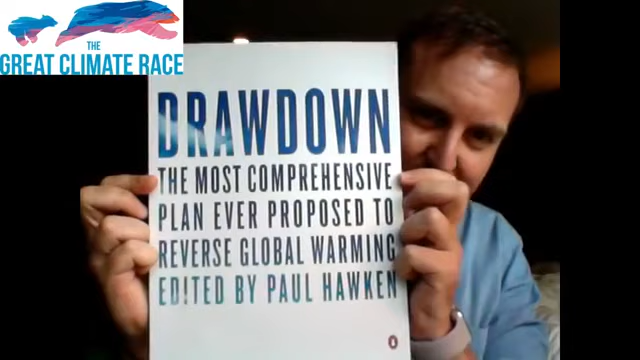 THE
GREAT CLIMATE RACE
DRAWDOWN
THE MOST COMPREHENSIVE
PLAN EVER PROPOSED TO
REVERSE GLOBAL WARMING
EDITED BY PAUL HAWKEN